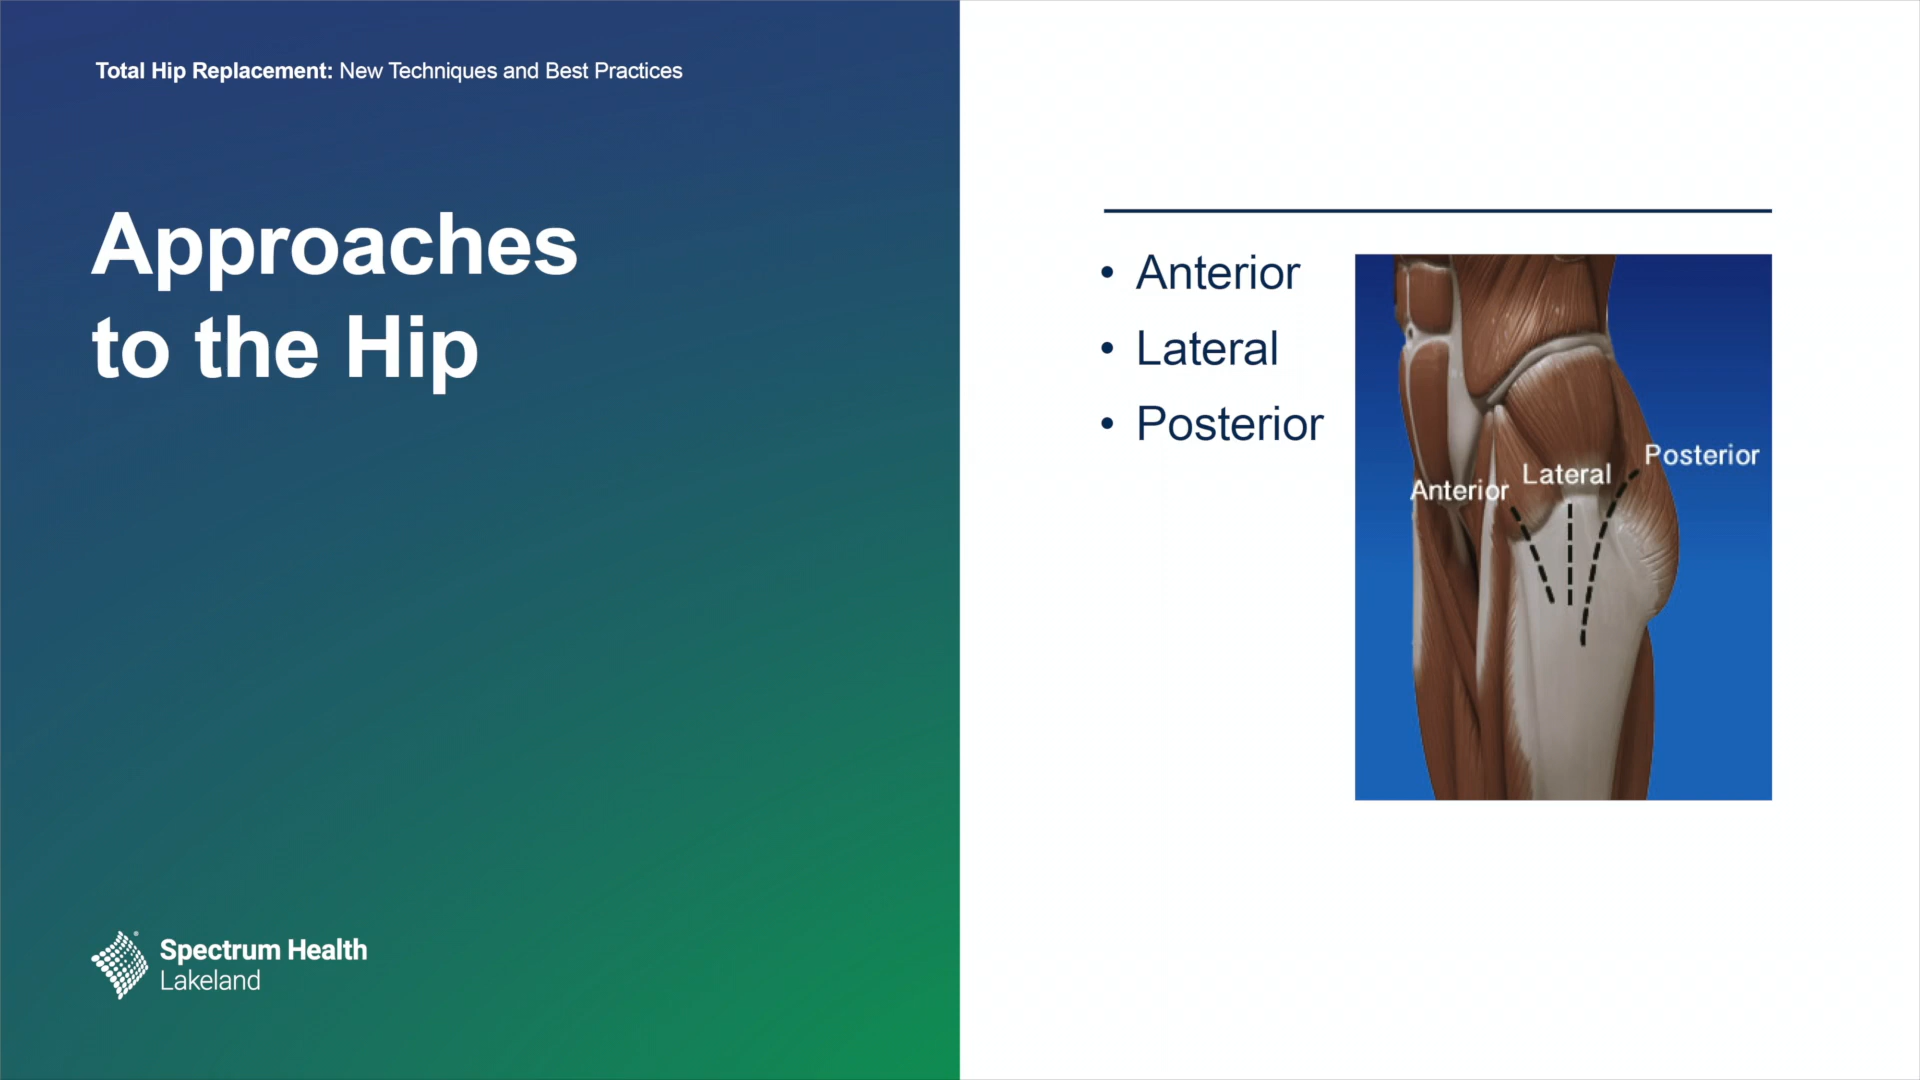 Total Hip Replacement: New Techniques and Best Practices
Approaches
to the Hip
• Anterior
• Lateral
• Posterior
Posterior
Lateral
Anterior
Spectrum Health
Lakeland